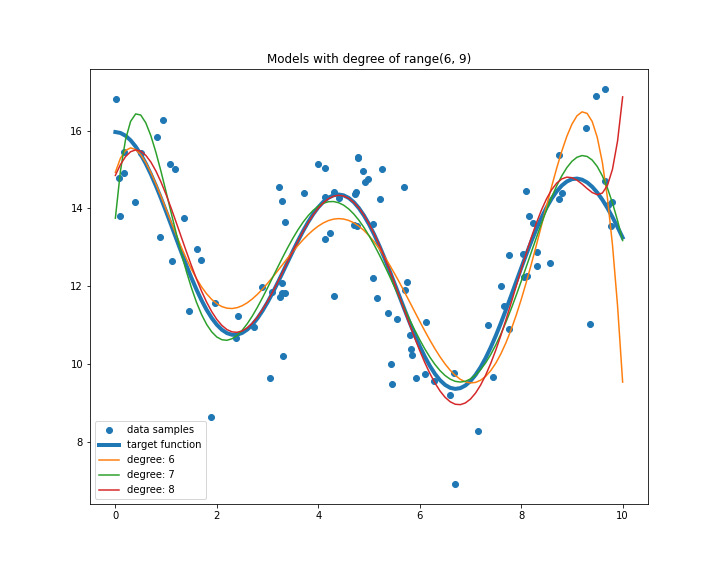 Models with degree of range(6, 9)
16
14
12
10
8
data samples
target function
degree: 6
degree: 7
degree: 8
0 2 4 6 8 10